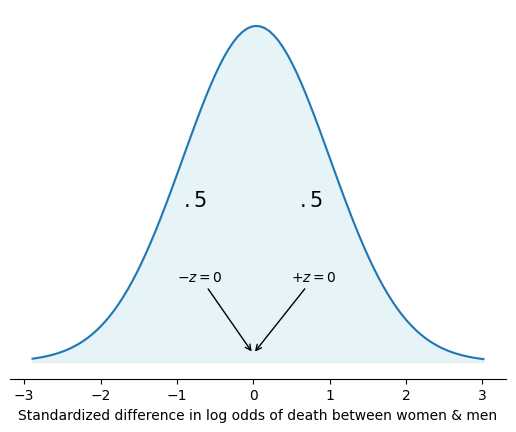 .5 .5
−z = 0 +z = 0
−3 −2 −1 0 1 2 3
Standardized difference in log odds of death between women & men